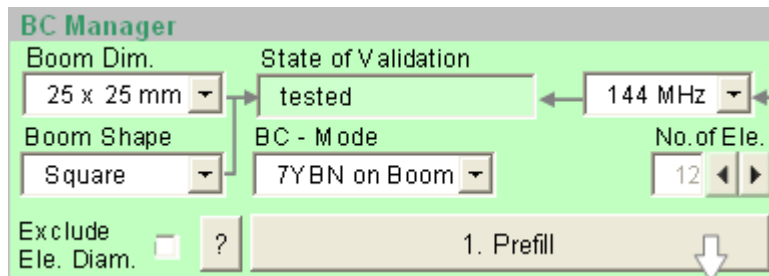 BC Manager
Boom Dim. State of Validation
25 x 25 mm tested 144 MHz
Boom Shape BC - Mode No.of Ele.
Square 7YBN on Boom 12
Exclude
Ele. Diam. ? 1. Prefill